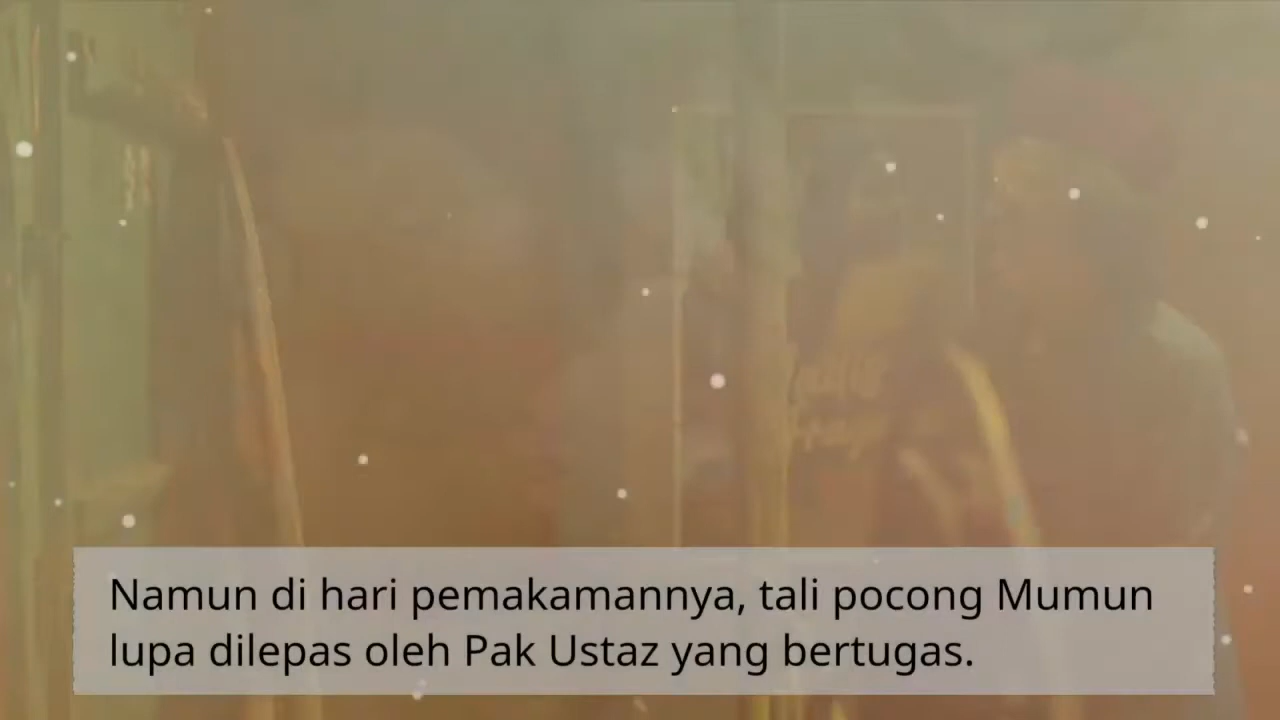 Namun di hari pemakamannya, tali pocong Mumun
lupa dilepas oleh Pak Ustaz yang bertugas.